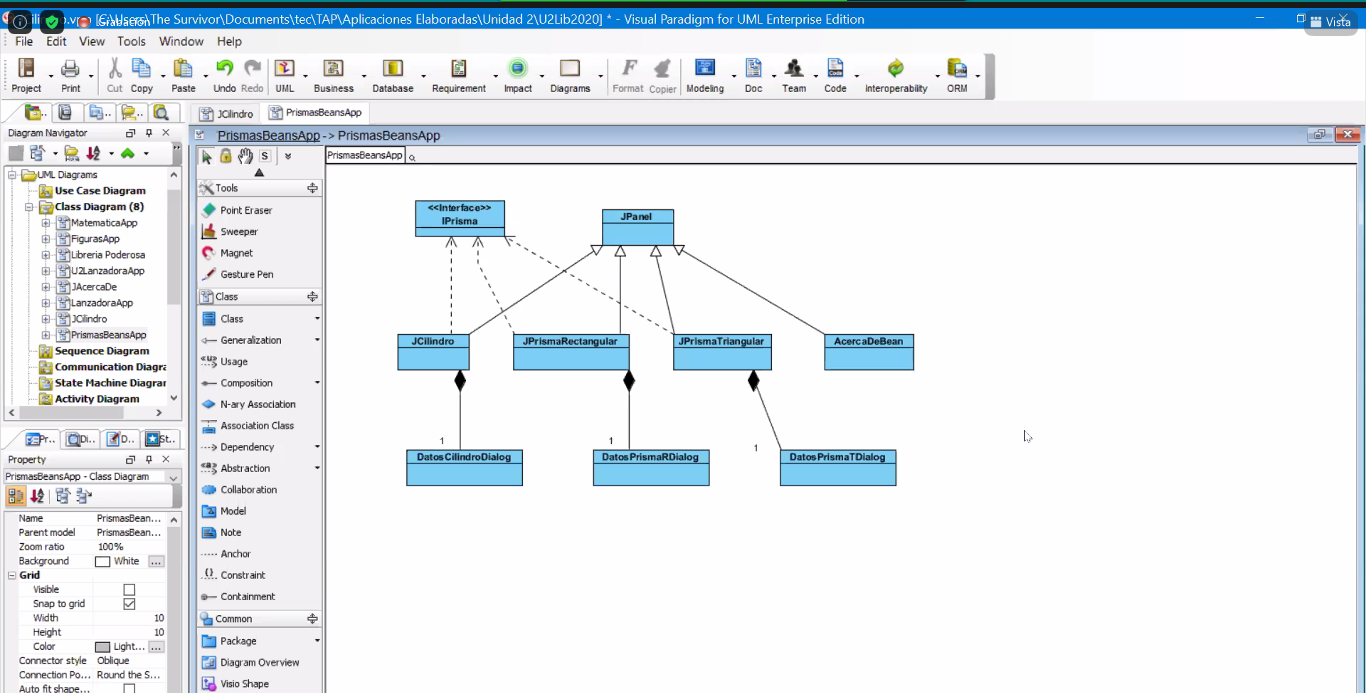 Cilindro.vpp [C:\Users\The Survivor\Documents\tec\TAP\Aplicaciones Elaboradas\Unidad 2\U2Lib2020] * - Visual Paradigm for UML Enterprise Edition
Grabación
Vista
File Edit View Tools Window Help
Project Print Cut Copy Paste Undo Redo UML Business Database Requirement Impact Diagrams Format Copier Modeling Doc Team Code Interoperability ORM
JCilindro PrismasBeansApp
Diagram Navigator
PrismasBeansApp -> PrismasBeansApp
S
PrismasBeansApp
UML Diagrams
Use Case Diagram
Class Diagram (8)
MatematicaApp
FigurasApp
Libreria Poderosa
U2LanzadoraApp
JAcercaDe
LanzadoraApp
JCilindro
PrismasBeansApp
Sequence Diagram
Communication Diagrar
State Machine Diagrar
Activity Diagram
Pr.. Di.. D.. St..
Property
PrismasBeansApp - Class Diagram
Name PrismasBean...
Parent model PrismasBean...
Zoom ratio 100%
Background White ...
Grid
Visible
Snap to grid
Width 10
Height 10
Color Light... ...
Connector style Oblique
Connection Po... Round the S...
Auto fit shape...
Tools
Point Eraser
Sweeper
Magnet
Gesture Pen
Class
Class
Generalization
Usage
Composition
N-ary Association
Association Class
Dependency
Abstraction
Collaboration
Model
Note
Anchor
Constraint
Containment
Common
Package
Diagram Overview
Visio Shape
<<Interface>>
IPrisma
JPanel
JCilindro
JPrismaRectangular
JPrismaTriangular
AcercaDeBean
1
1
1
DatosCilindroDialog
DatosPrismaRDialog
DatosPrismaTDialog